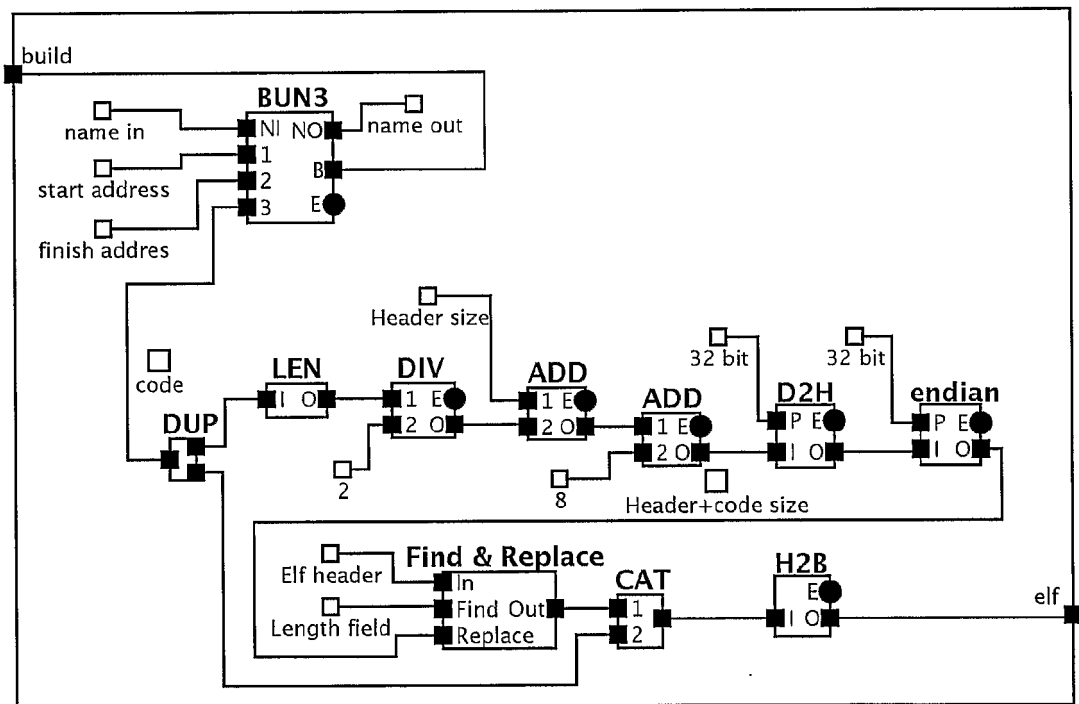 build
BUN3
name in
NI NO
name out
1
start address
B
2
E
3
finish addres
Header size
32 bit
32 bit
code
LEN
DIV
ADD
D2H
endian
ADD
I O
1 E
2 O
1 E
2 O
1 E
2 O
P E
I O
P E
I O
DUP
2
8
Header+code size
Find & Replace
Elf header
In
Length field
Find Out
Replace
CAT
1
2
H2B
E
I O
elf